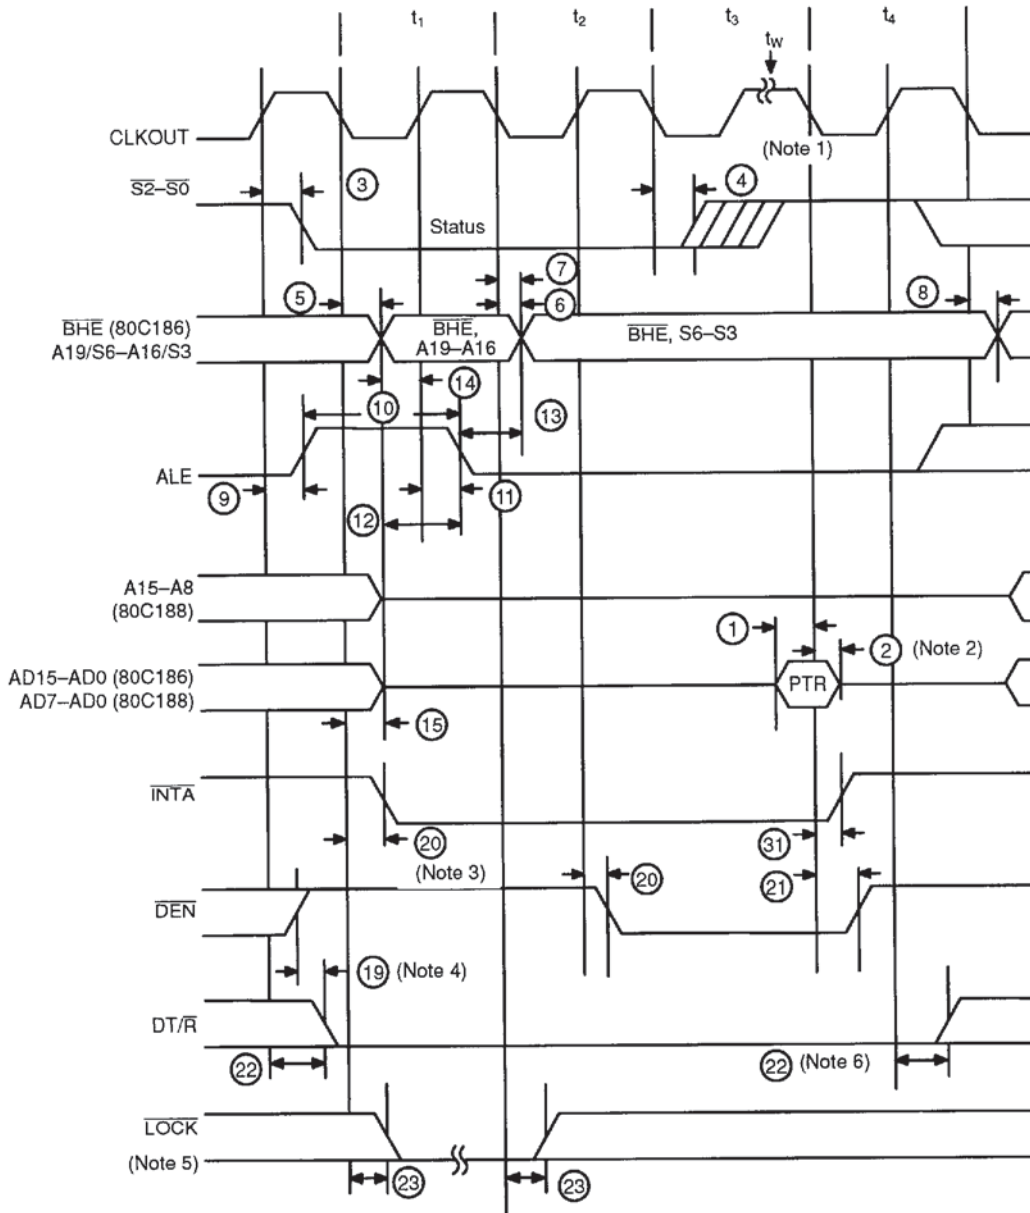 t1 t2 t3 t4
tW
CLKOUT
(Note 1)
S2–S0
3 4
Status
7
5 6 8
BHE (80C186)
A19/S6–A16/S3
BHE,
A19–A16
BHE, S6–S3
14
10
13
ALE
9 11
12
A15–A8
(80C188)
1
2 (Note 2)
AD15–AD0 (80C186)
AD7–AD0 (80C188)
PTR
15
INTA
20 31
(Note 3)
20 21
DEN
19 (Note 4)
DT/R
22 22 (Note 6)
LOCK
(Note 5)
23 23